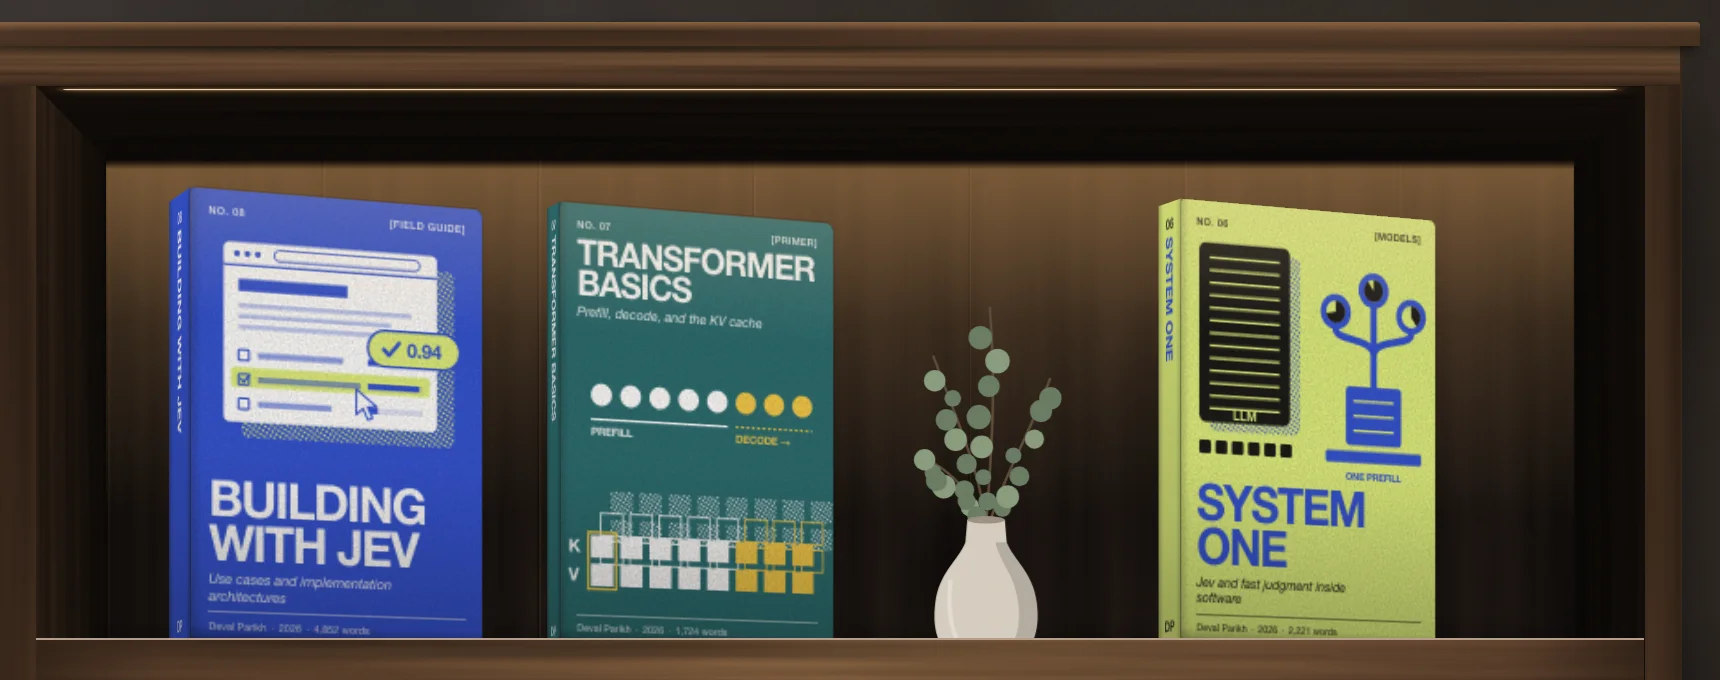 NO. 08
[FIELD GUIDE]
0.94
BUILDING
WITH JEV
Use cases and implementation
architectures
Deval Parikh · 2026 · 4,852 words
BUILDING WITH JEV
DP
NO. 07
[PRIMER]
TRANSFORMER
BASICS
Prefill, decode, and the KV cache
PREFILL
DECODE →
K
V
Deval Parikh · 2026 · 1,724 words
TRANSFORMER BASICS
06
SYSTEM ONE
DP
NO. 06
[MODELS]
LLM
ONE PREFILL
SYSTEM
ONE
Jev and fast judgment inside
software
Deval Parikh · 2026 · 2,221 words